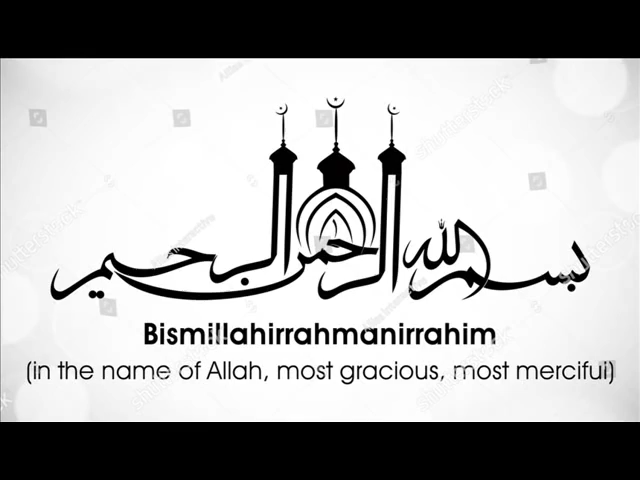 بسم الله الرحمن الرحيم
Bismillahirrahmanirrahim
(in the name of Allah, most gracious, most merciful)